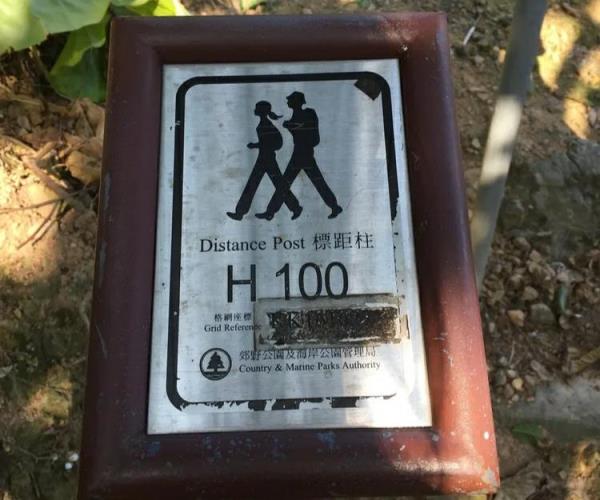 Distance Post 標距柱
H 100
格網座標
Grid Reference
郊野公園及海岸公園管理局
Country & Marine Parks Authority